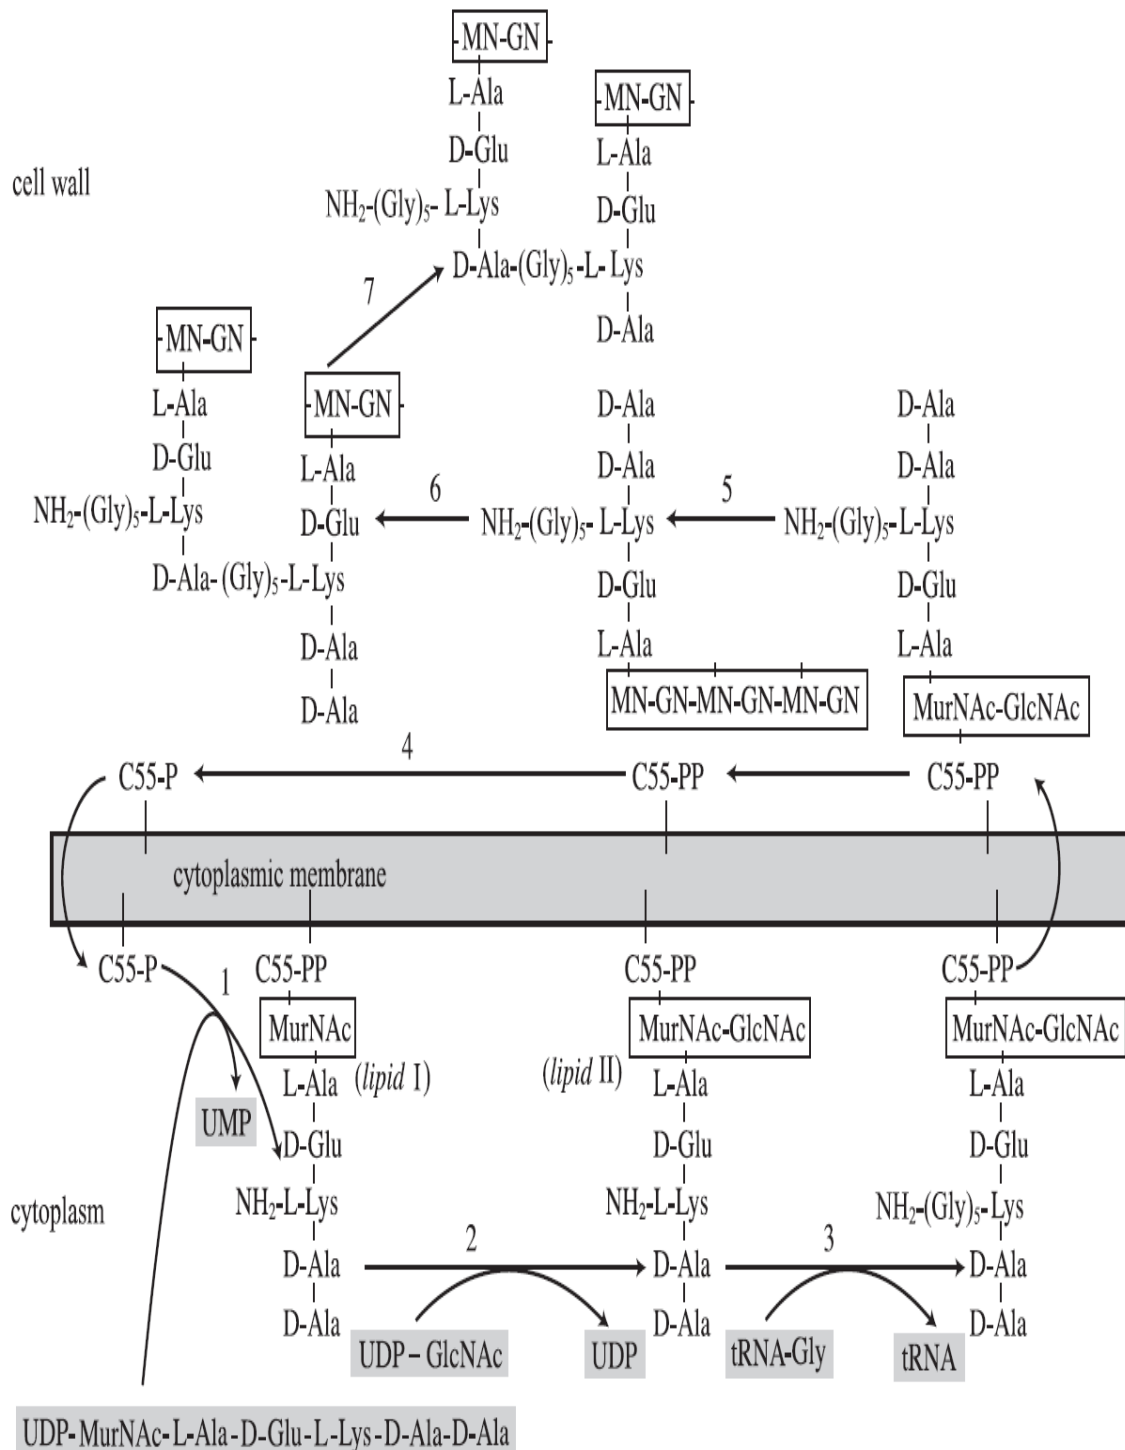 -MN-GN-
L-Ala
D-Glu
NH₂-(Gly)₅-L-Lys
D-Ala-(Gly)₅-L-Lys
-MN-GN-
L-Ala
D-Glu
D-Ala
cell wall
7
-MN-GN-
L-Ala
D-Glu
NH₂-(Gly)₅-L-Lys
D-Ala-(Gly)₅-L-Lys
-MN-GN-
L-Ala
D-Glu
D-Ala
D-Ala
6
D-Ala
D-Ala
NH₂-(Gly)₅-L-Lys
D-Glu
L-Ala
MN-GN-MN-GN-MN-GN
5
D-Ala
D-Ala
NH₂-(Gly)₅-L-Lys
D-Glu
L-Ala
MurNAc-GlcNAc
C55-P
4
C55-PP
C55-PP
cytoplasmic membrane
C55-P
1
UMP
C55-PP
MurNAc
(lipid I)
L-Ala
D-Glu
NH₂-L-Lys
D-Ala
D-Ala
C55-PP
MurNAc-GlcNAc
(lipid II)
L-Ala
D-Glu
NH₂-L-Lys
D-Ala
D-Ala
C55-PP
MurNAc-GlcNAc
L-Ala
D-Glu
NH₂-(Gly)₅-Lys
D-Ala
D-Ala
cytoplasm
2
UDP–GlcNAc
UDP
3
tRNA-Gly
tRNA
UDP-MurNAc-L-Ala-D-Glu-L-Lys-D-Ala-D-Ala